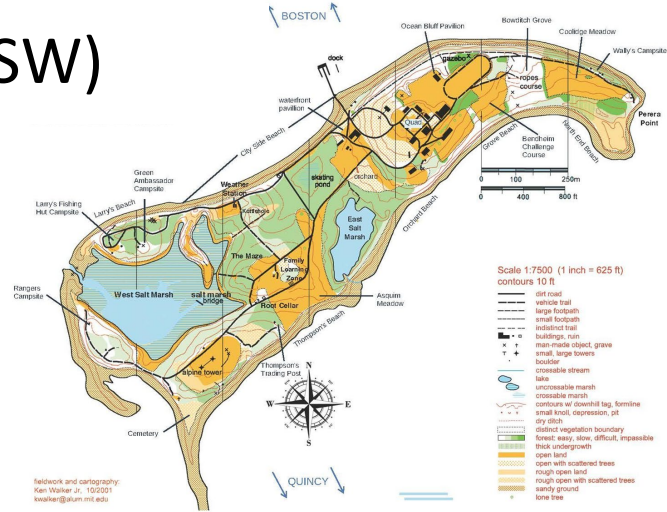 SW)
BOSTON
Ocean Bluff Pavilion
Bowditch Grove
Coolidge Meadow
Wally's Campsite
dock
gazebo
ropes
course
waterfront
pavilion
Quad
Perera
Point
City Side Beach
Grove Beach
Bendheim
Challenge
Course
North End Beach
Green
Ambassador
Campsite
Weather
Station
skating
pond
orchard
0 100 250m
0 400 800 ft
Larry's Fishing
Hut Campsite
Larry's Beach
Kettlehole
East
Salt
Marsh
Orchard Beach
The Maze
Family
Learning
Zone
Scale 1:7500 (1 inch = 625 ft)
contours 10 ft
Rangers
Campsite
West Salt Marsh
salt marsh
bridge
Root Cellar
Asquim
Meadow
Thompson's Beach
dirt road
vehicle trail
large footpath
small footpath
indistinct trail
buildings, ruin
man-made object, grave
small, large towers
boulder
crossable stream
lake
uncrossable marsh
crossable marsh
contours w/ downhill tag, formline
small knoll, depression, pit
dry ditch
distinct vegetation boundary
forest: easy, slow, difficult, impassible
thick undergrowth
open land
open with scattered trees
rough open land
rough open with scattered trees
sandy ground
lone tree
alpine tower
Thompson's
Trading Post
N
W E
S
Cemetery
fieldwork and cartography:
Ken Walker Jr, 10/2001
kwalker@alum.mit.edu
QUINCY